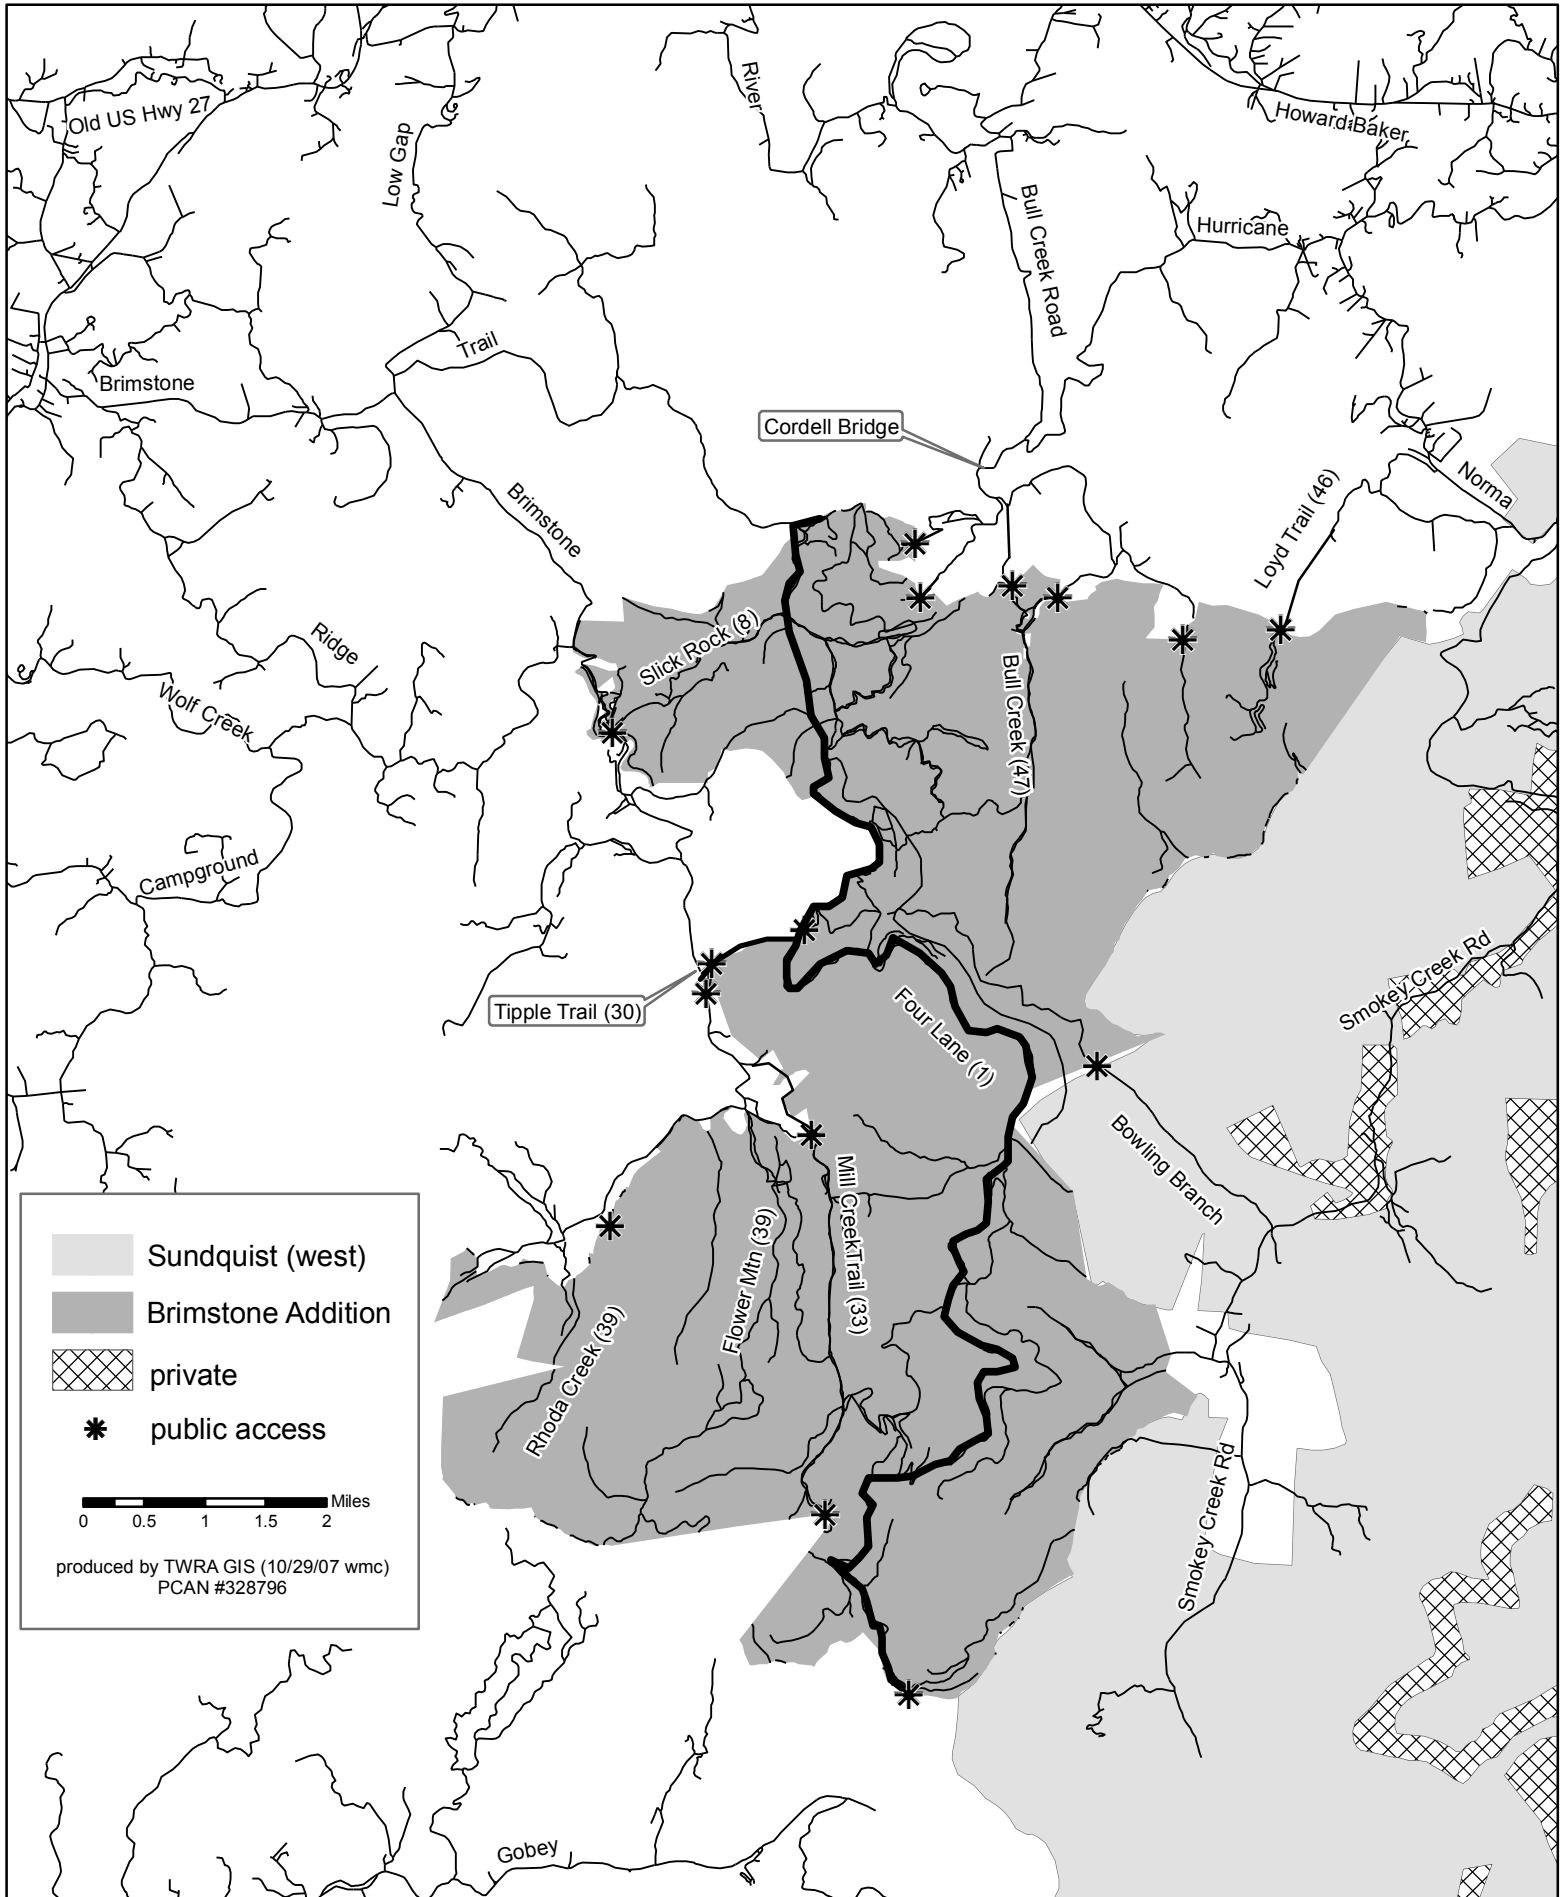 Old US Hwy 27
Low Gap
River
Howard Baker
Bull Creek Road
Hurricane
Trail
Brimstone
Cordell Bridge
Norma
Loyd Trail (46)
Brimstone
Slick Rock (8)
Ridge
Wolf Creek
Bull Creek (47)
Campground
Smokey Creek Rd
Tipple Trail (30)
Four Lane (1)
Bowling Branch
Mill CreekTrail (33)
Flower Mtn (39)
Rhoda Creek (39)
Sundquist (west)
Brimstone Addition
private
public access
Miles
0 0.5 1 1.5 2
produced by TWRA GIS (10/29/07 wmc)
PCAN #328796
Smokey Creek Rd
Gobey